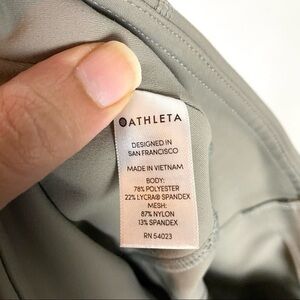 ATHLETA
DESIGNED IN
SAN FRANCISCO
MADE IN VIETNAM
BODY:
78% POLYESTER
22% LYCRA® SPANDEX
MESH:
87% NYLON
13% SPANDEX
RN 54023